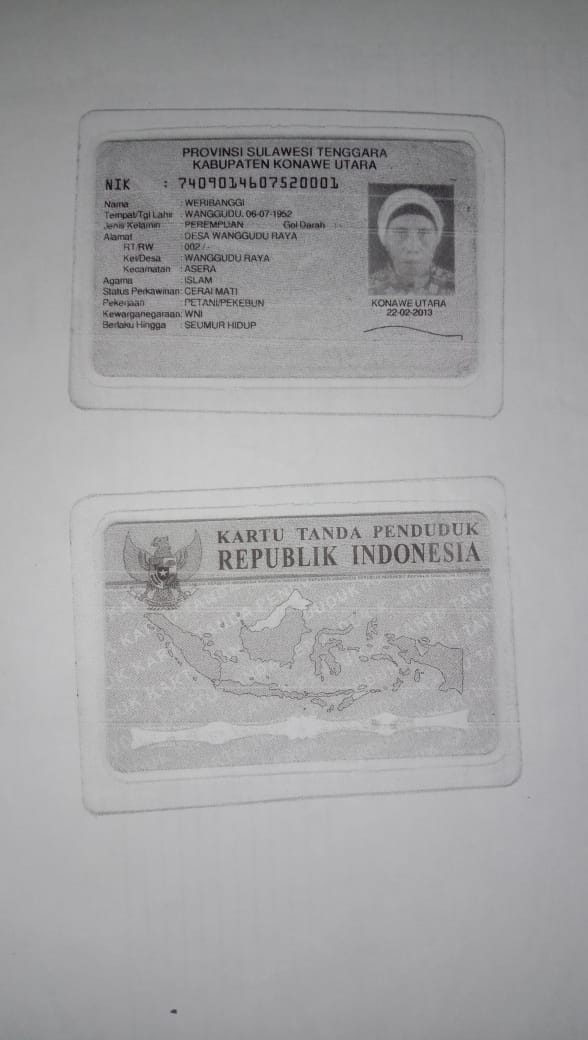 PROVINSI SULAWESI TENGGARA
KABUPATEN KONAWE UTARA
NIK : 7409014607520001
Nama : WERIBANGGI
Tempat/Tgl Lahir : WANGGUDU, 06-07-1952
Jenis Kelamin : PEREMPUAN Gol Darah :
Alamat : DESA WANGGUDU RAYA
RT/RW : 002/-
Kel/Desa : WANGGUDU RAYA
Kecamatan : ASERA
Agama : ISLAM
Status Perkawinan: CERAI MATI
Pekerjaan : PETANI/PEKEBUN
Kewarganegaraan: WNI
Berlaku Hingga : SEUMUR HIDUP
KONAWE UTARA
22-02-2013
KARTU TANDA PENDUDUK
REPUBLIK INDONESIA